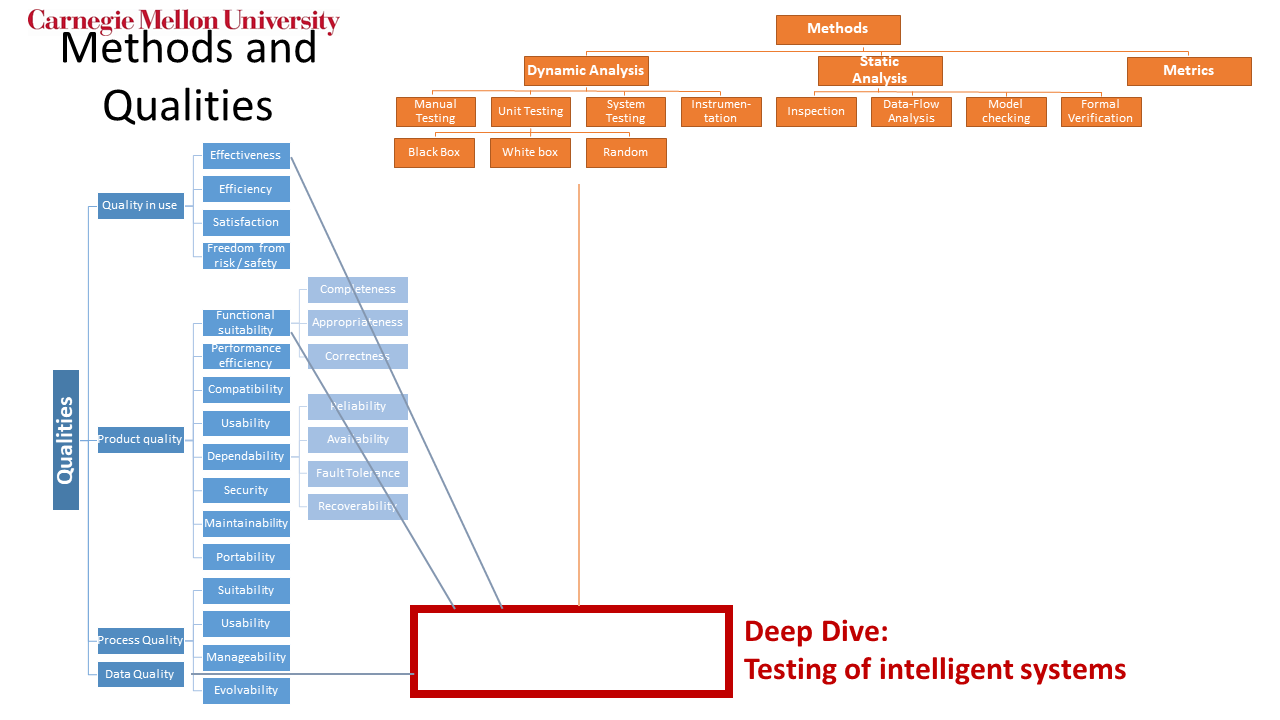 Carnegie Mellon University
Methods and
Qualities
Methods
Dynamic Analysis
Static
Analysis
Metrics
Manual
Testing
Unit Testing
System
Testing
Instrumen-
tation
Inspection
Data-Flow
Analysis
Model
checking
Formal
Verification
Black Box
White box
Random
Qualities
Quality in use
Effectiveness
Efficiency
Satisfaction
Freedom from
risk / safety
Product quality
Functional
suitability
Completeness
Appropriateness
Correctness
Performance
efficiency
Compatibility
Usability
Dependability
Reliability
Availability
Fault Tolerance
Recoverability
Security
Maintainability
Portability
Process Quality
Suitability
Usability
Manageability
Evolvability
Data Quality
Deep Dive:
Testing of intelligent systems